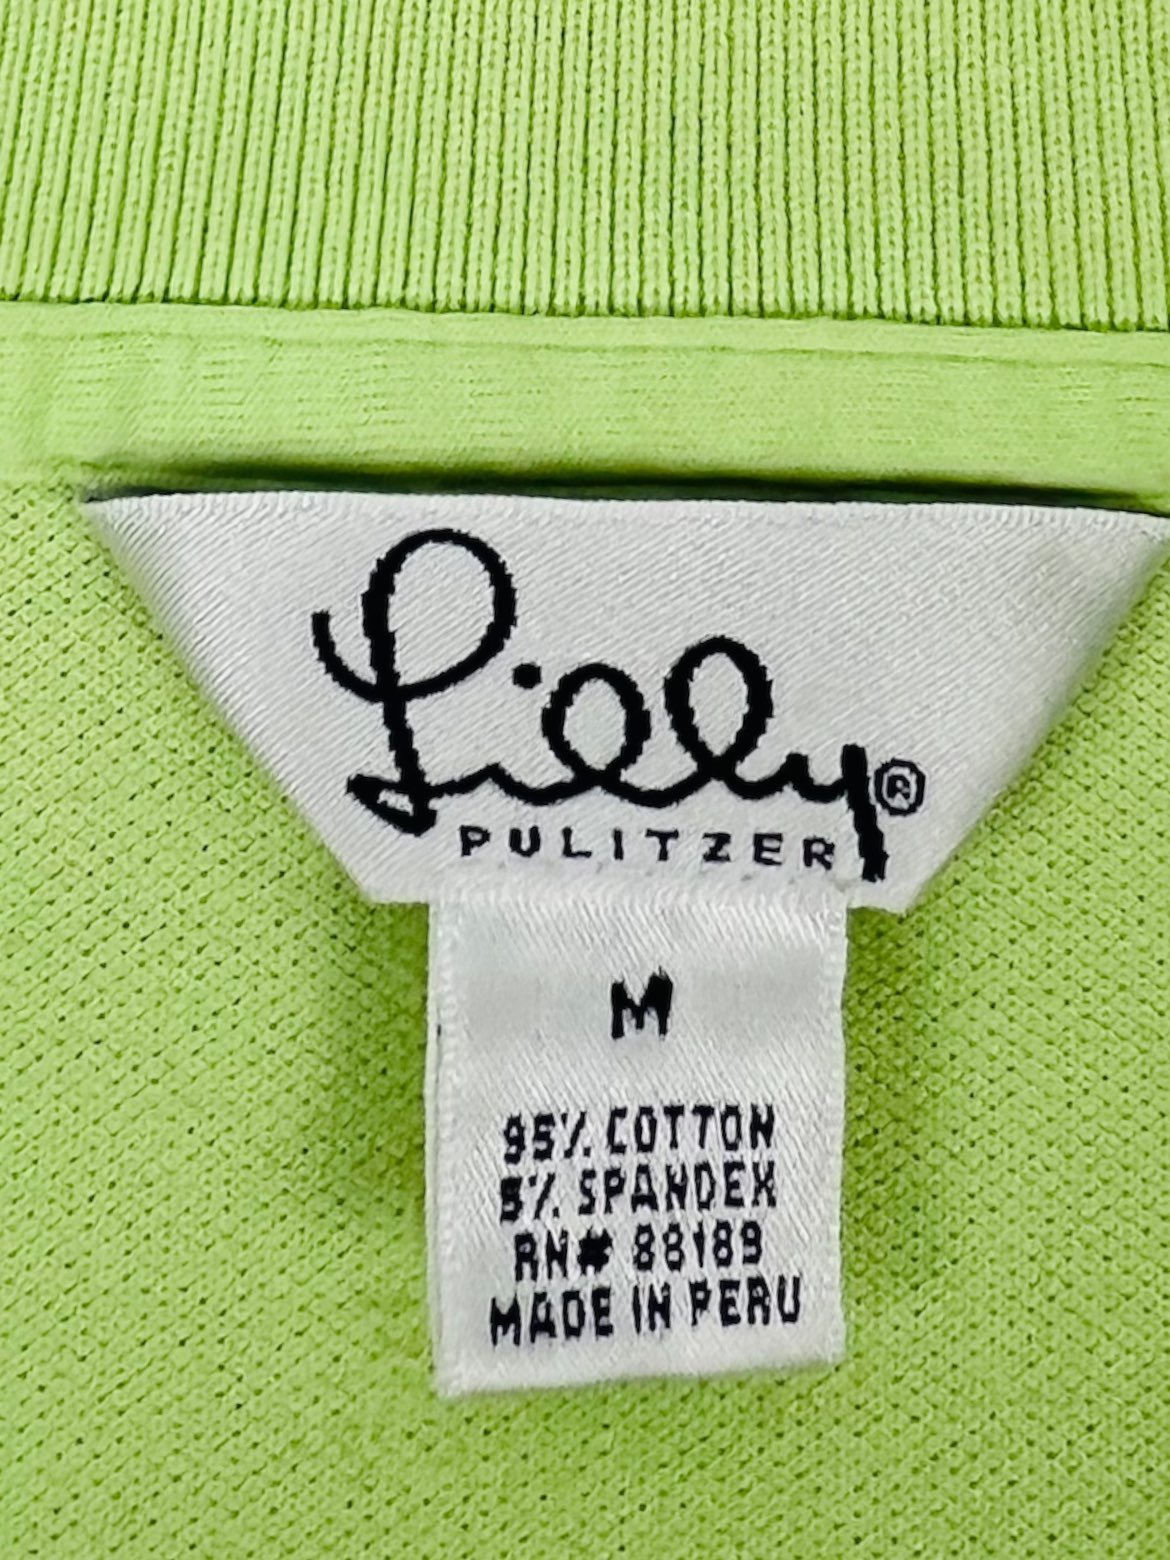 Lilly®
PULITZER
M
95% COTTON
5% SPANDEX
RN# 88189
MADE IN PERU